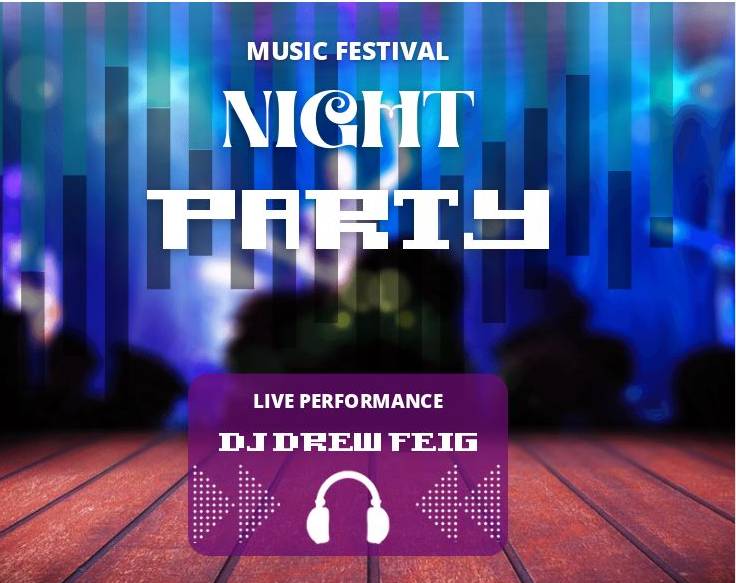 MUSIC FESTIVAL
NIGHT
PARTY
LIVE PERFORMANCE
DJ DREW FEIG